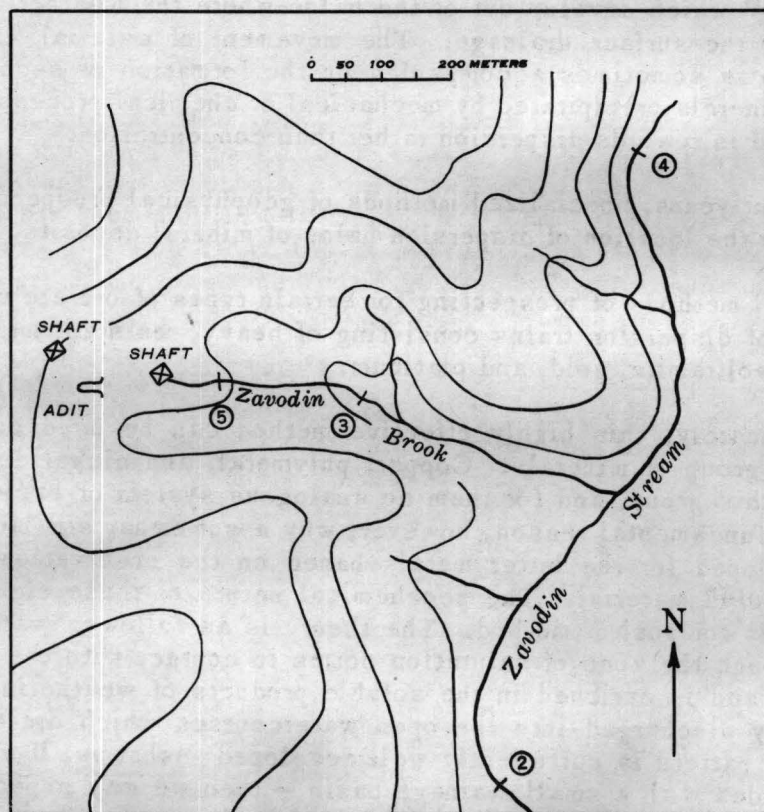 0 50 100 200 METERS
④
SHAFT
SHAFT
ADIT
⑤
Zavodin
③
Brook
Zavodin Stream
N
②